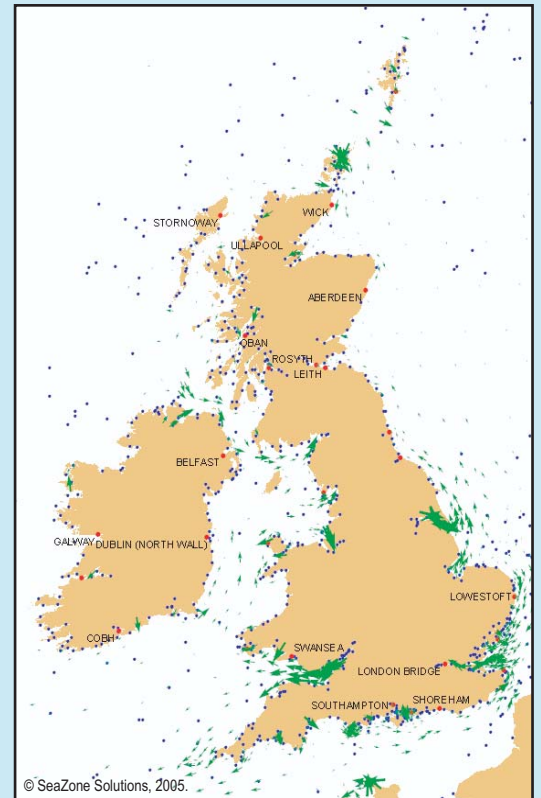 STORNOWAY
WICK
ULLAPOOL
ABERDEEN
OBAN
ROSYTH
LEITH
BELFAST
GALWAY
DUBLIN (NORTH WALL)
LOWESTOFT
COBH
SWANSEA
LONDON BRIDGE
SOUTHAMPTON
SHOREHAM
© SeaZone Solutions, 2005.